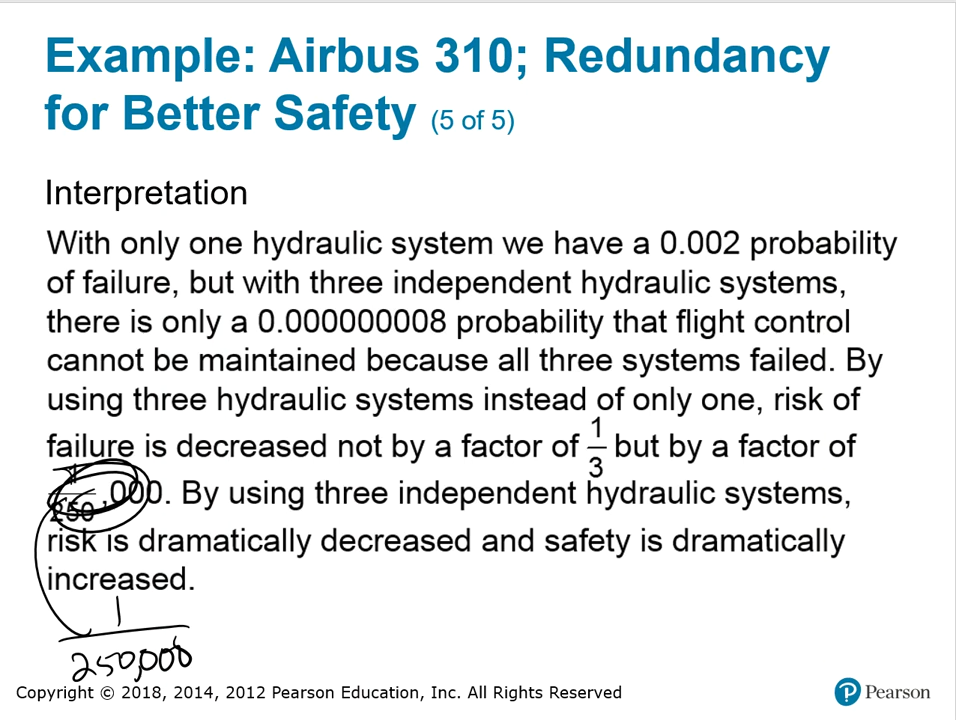 Example: Airbus 310; Redundancy
for Better Safety (5 of 5)
Interpretation
With only one hydraulic system we have a 0.002 probability
of failure, but with three independent hydraulic systems,
there is only a 0.000000008 probability that flight control
cannot be maintained because all three systems failed. By
using three hydraulic systems instead of only one, risk of
failure is decreased not by a factor of 1/3 but by a factor of
1/250,000. By using three independent hydraulic systems,
risk is dramatically decreased and safety is dramatically
increased.
1
250,000
Copyright © 2018, 2014, 2012 Pearson Education, Inc. All Rights Reserved
P Pearson